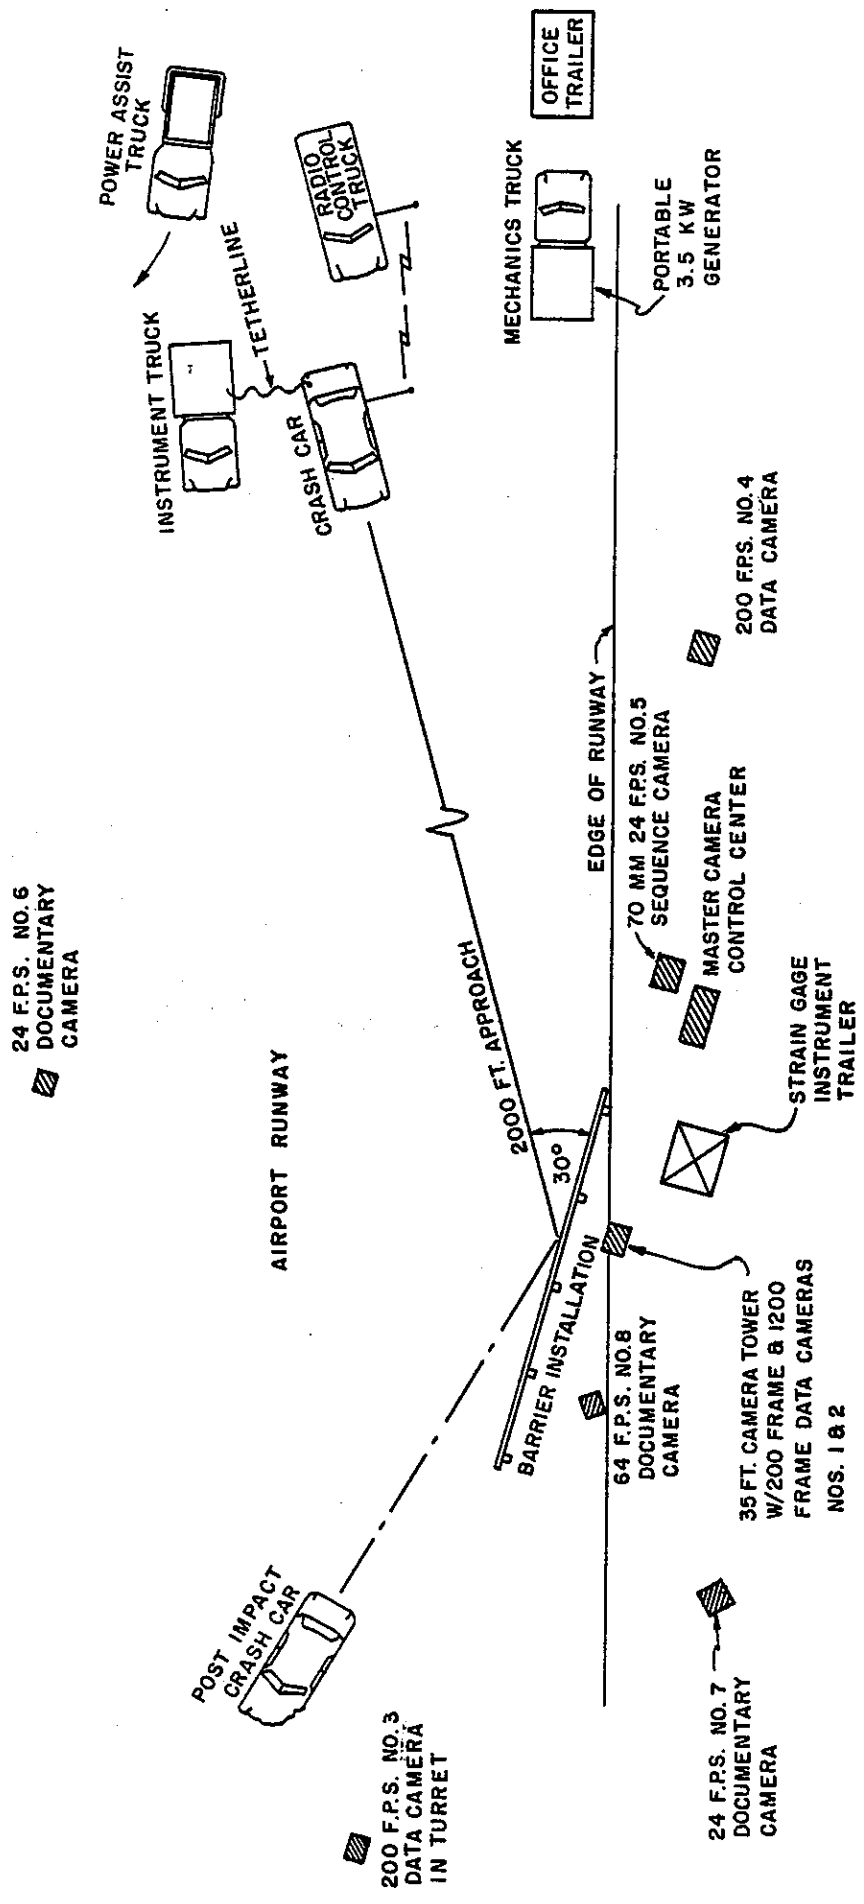 24 F.P.S. NO. 6
DOCUMENTARY
CAMERA
POWER ASSIST
TRUCK
INSTRUMENT TRUCK
TETHERLINE
RADIO
CONTROL
TRUCK
CRASH CAR
AIRPORT RUNWAY
2000 FT. APPROACH
30°
POST IMPACT
CRASH CAR
BARRIER INSTALLATION
MECHANICS TRUCK
OFFICE
TRAILER
EDGE OF RUNWAY
PORTABLE
3.5 KW
GENERATOR
200 F.P.S. NO. 3
DATA CAMERA
IN TURRET
64 F.P.S. NO. 8
DOCUMENTARY
CAMERA
70 MM 24 F.P.S. NO. 5
SEQUENCE CAMERA
MASTER CAMERA
CONTROL CENTER
200 F.P.S. NO. 4
DATA CAMERA
24 F.P.S. NO. 7
DOCUMENTARY
CAMERA
35 FT. CAMERA TOWER
W/200 FRAME & 1200
FRAME DATA CAMERAS
NOS. 1 & 2
STRAIN GAGE
INSTRUMENT
TRAILER